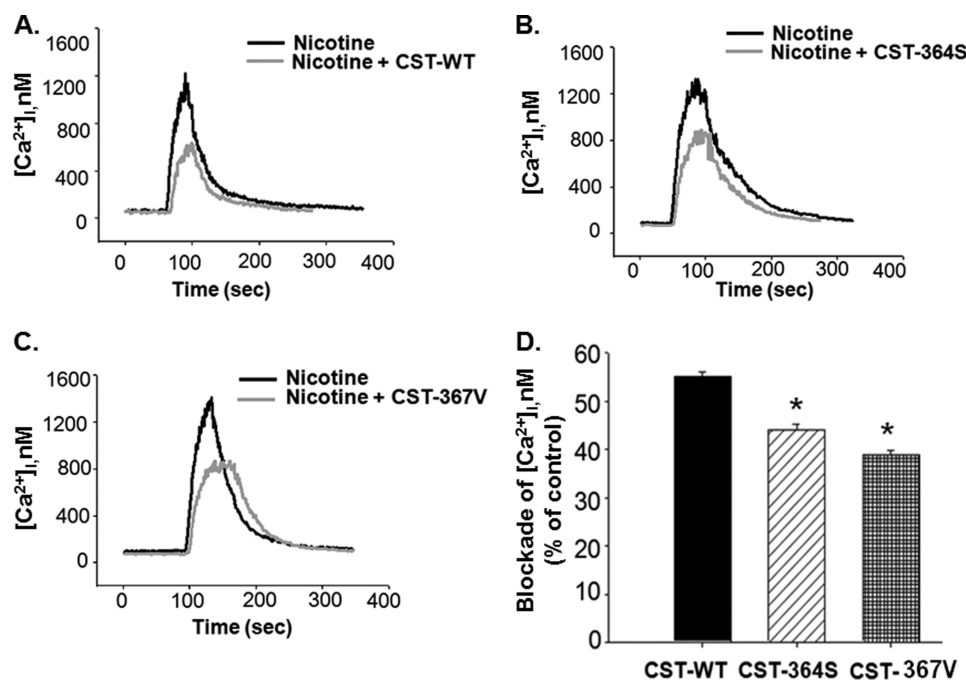 A.
1600
1200
800
400
0
[Ca²⁺]ᵢ,nM
Nicotine
Nicotine + CST-WT
0 100 200 300 400
Time (sec)
B.
1600
1200
800
400
0
[Ca²⁺]ᵢ,nM
Nicotine
Nicotine + CST-364S
0 100 200 300 400
Time (sec)
C.
1600
1200
800
400
0
[Ca²⁺]ᵢ,nM
Nicotine
Nicotine + CST-367V
0 100 200 300 400
Time (sec)
D.
60
50
40
30
20
10
0
Blockade of [Ca²⁺]ᵢ,nM
(% of control)
*
*
CST-WT CST-364S CST-367V